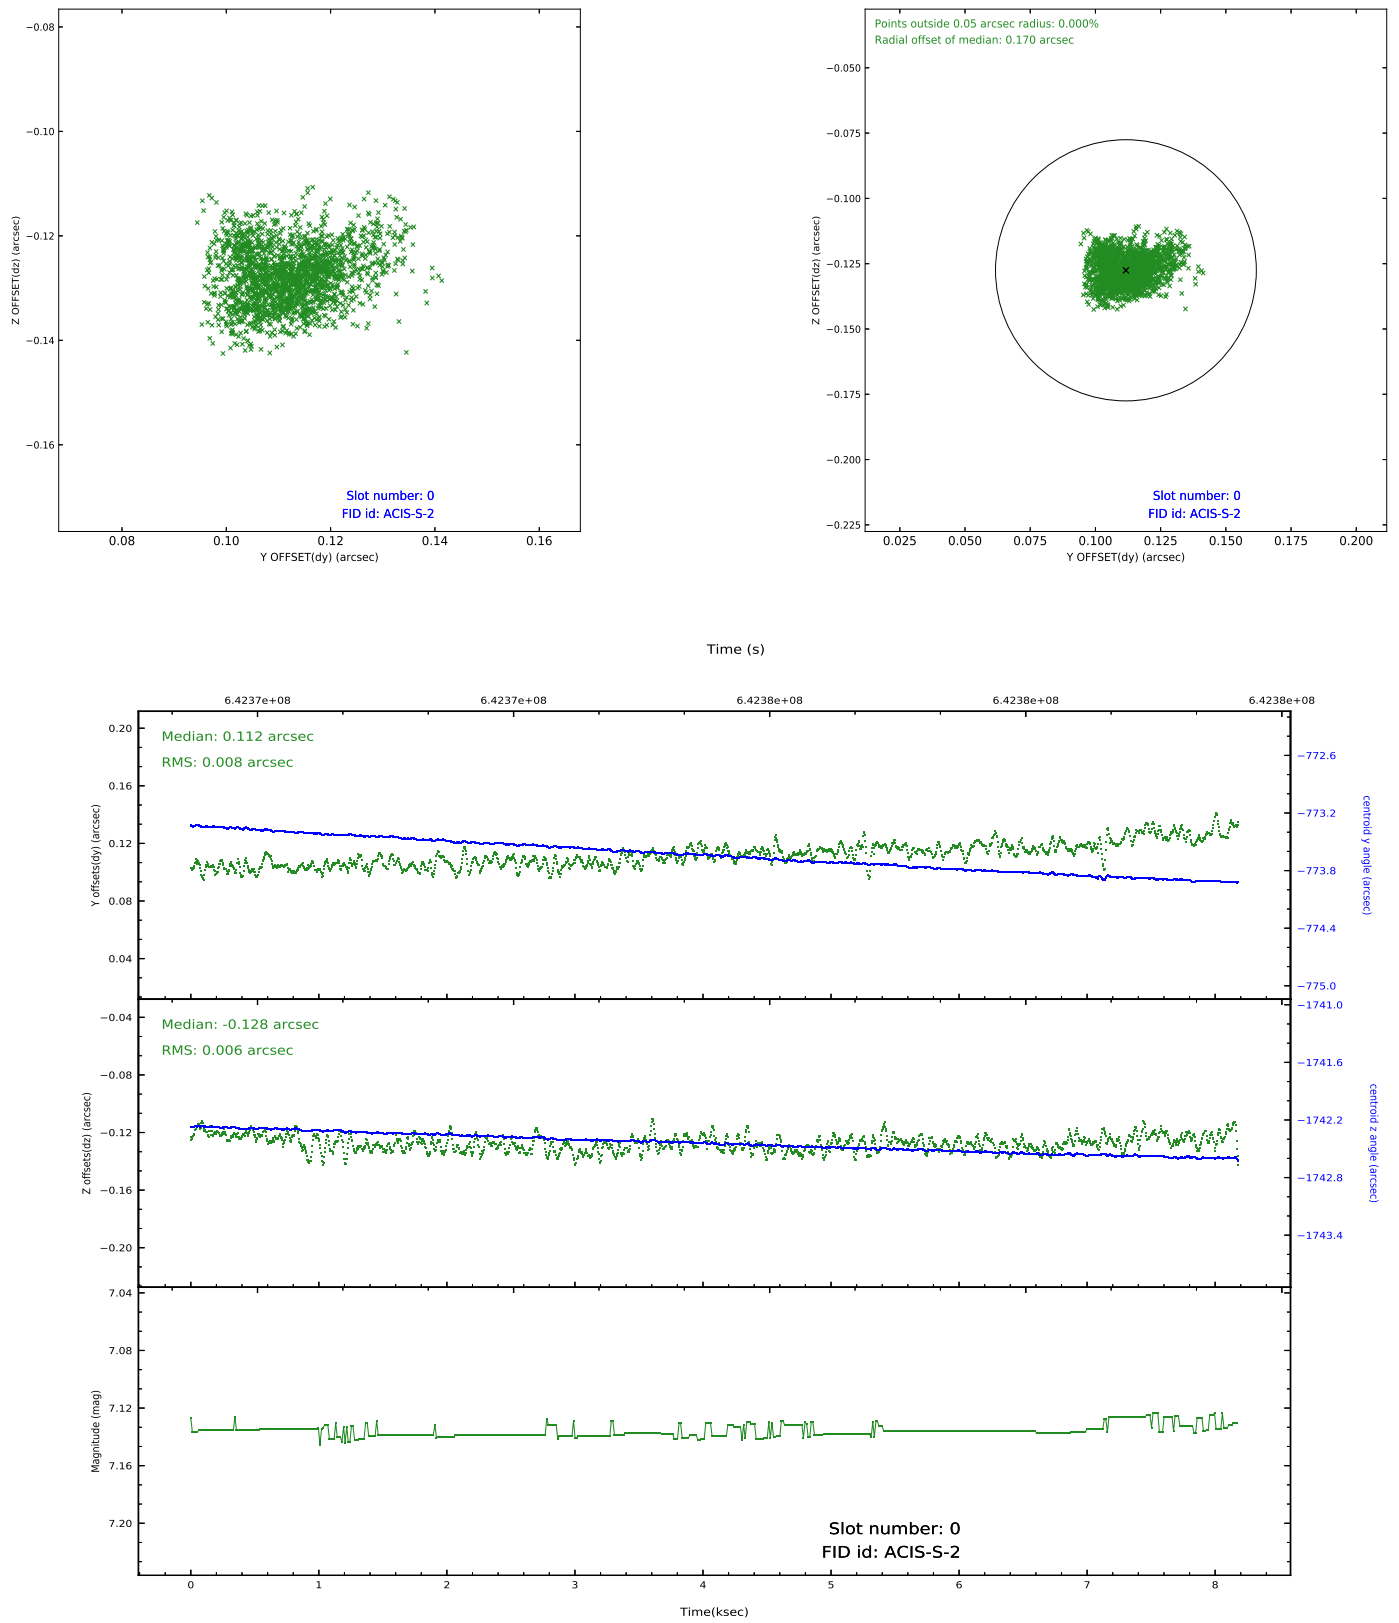 −0.08
−0.10
−0.12
−0.14
−0.16
Z OFFSET(dz) (arcsec)
Slot number: 0
FID id: ACIS-S-2
0.08 0.10 0.12 0.14 0.16
Y OFFSET(dy) (arcsec)
Points outside 0.05 arcsec radius: 0.000%
Radial offset of median: 0.170 arcsec
−0.050
−0.075
−0.100
−0.125
−0.150
−0.175
−0.200
−0.225
Z OFFSET(dz) (arcsec)
Slot number: 0
FID id: ACIS-S-2
0.025 0.050 0.075 0.100 0.125 0.150 0.175 0.200
Y OFFSET(dy) (arcsec)
Time (s)
6.4237e+08 6.4237e+08 6.4238e+08 6.4238e+08 6.4238e+08
Median: 0.112 arcsec
RMS: 0.008 arcsec
0.20
0.16
0.12
0.08
0.04
Y offsets(dy) (arcsec)
−772.6
−773.2
−773.8
−774.4
−775.0
centroid y angle (arcsec)
Median: -0.128 arcsec
RMS: 0.006 arcsec
−0.04
−0.08
−0.12
−0.16
−0.20
Z offsets(dz) (arcsec)
−1741.0
−1741.6
−1742.2
−1742.8
−1743.4
centroid z angle (arcsec)
7.04
7.08
7.12
7.16
7.20
Magnitude (mag)
Slot number: 0
FID id: ACIS-S-2
0 1 2 3 4 5 6 7 8
Time(ksec)